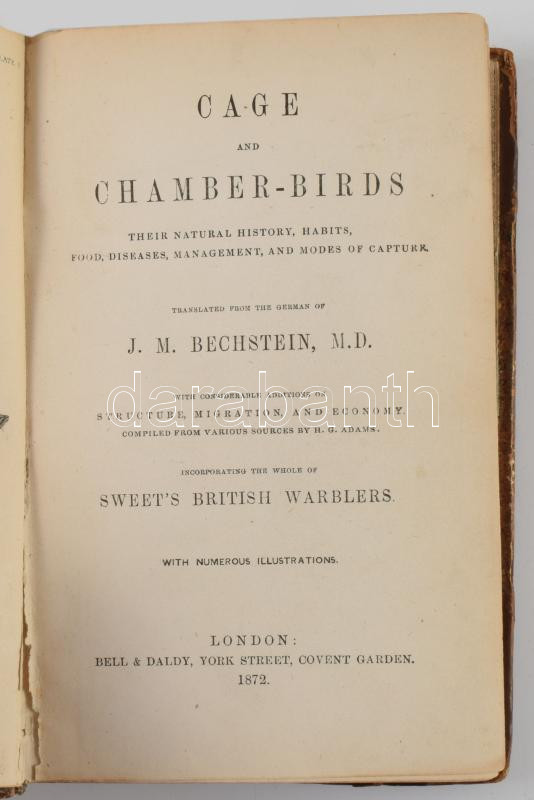 CAGE
AND
CHAMBER-BIRDS
THEIR NATURAL HISTORY, HABITS,
FOOD, DISEASES, MANAGEMENT, AND MODES OF CAPTURE.
TRANSLATED FROM THE GERMAN OF
J. M. BECHSTEIN, M.D.
WITH CONSIDERABLE ADDITIONS ON
darabanth
STRUCTURE, MIGRATION, AND ECONOMY.
COMPILED FROM VARIOUS SOURCES BY H. G. ADAMS.
INCORPORATING THE WHOLE OF
SWEET'S BRITISH WARBLERS.
WITH NUMEROUS ILLUSTRATIONS.
LONDON:
BELL & DALDY, YORK STREET, COVENT GARDEN.
1872.